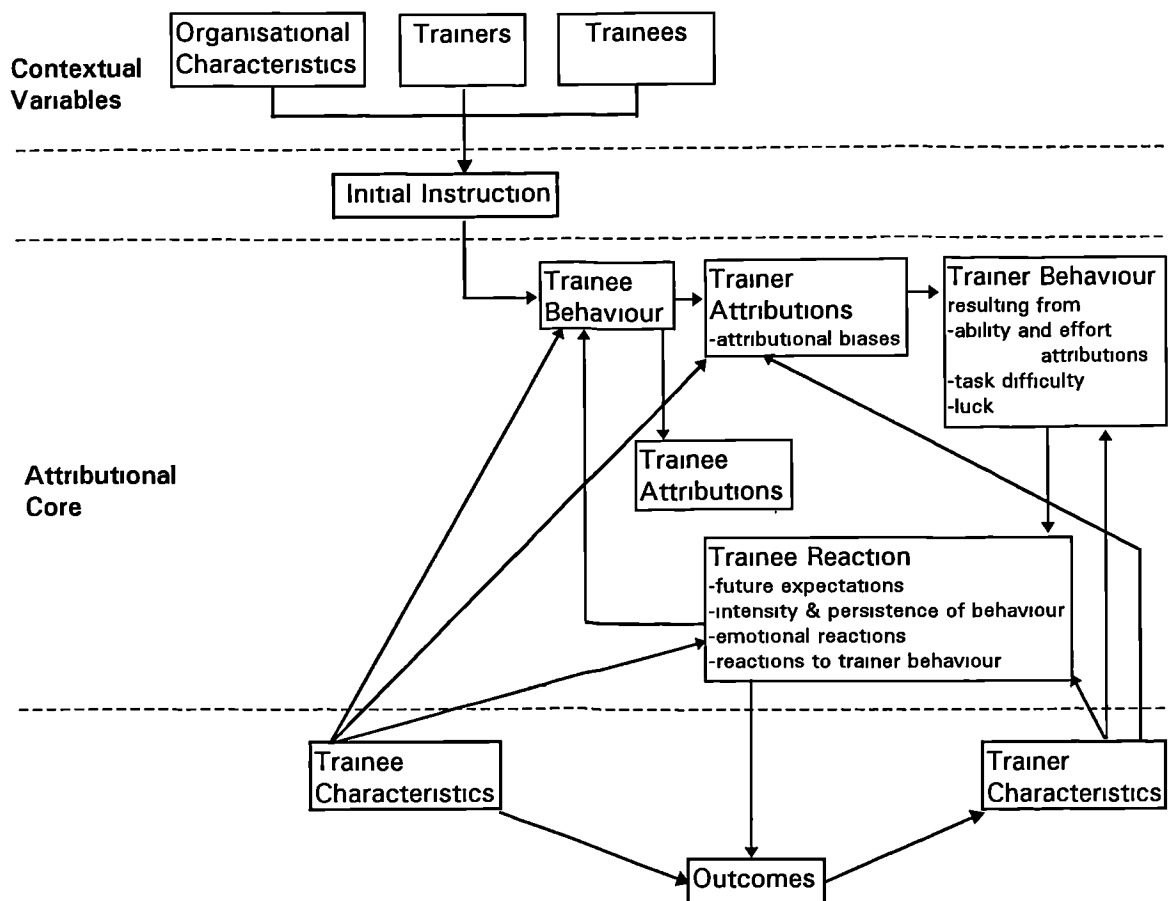 Organisational
Characteristics
Trainers
Trainees
Contextual
Variables
Initial Instruction
Trainee
Behaviour
Trainer
Attributions
-attributional biases
Trainer Behaviour
resulting from
-ability and effort
attributions
-task difficulty
-luck
Attributional
Core
Trainee
Attributions
Trainee Reaction
-future expectations
-intensity & persistence of behaviour
-emotional reactions
-reactions to trainer behaviour
Trainee
Characteristics
Trainer
Characteristics
Outcomes